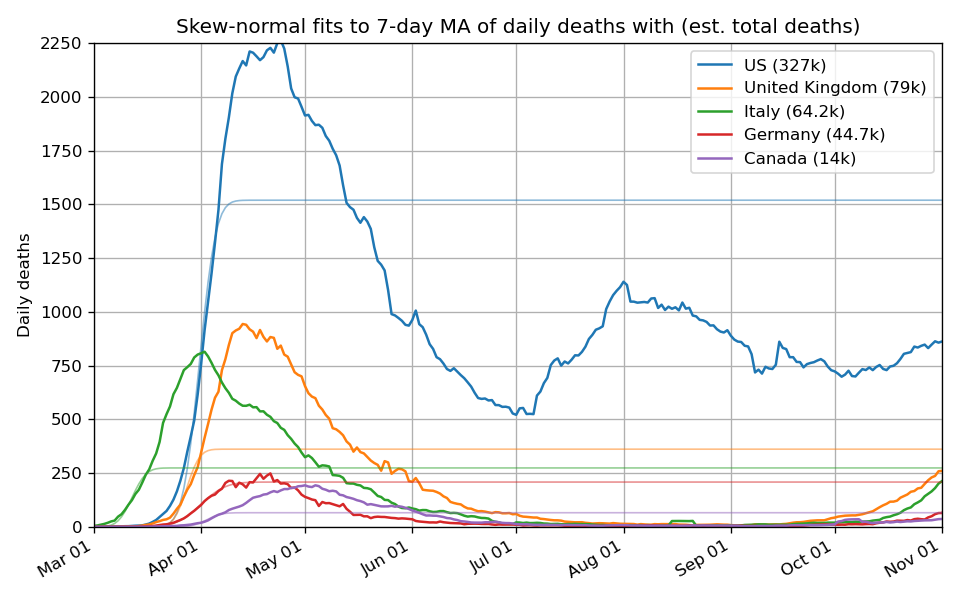 Skew-normal fits to 7-day MA of daily deaths with (est. total deaths)
2250
2000
1750
1500
1250
1000
750
500
250
0
Daily deaths
US (327k)
United Kingdom (79k)
Italy (64.2k)
Germany (44.7k)
Canada (14k)
Mar 01
Apr 01
May 01
Jun 01
Jul 01
Aug 01
Sep 01
Oct 01
Nov 01